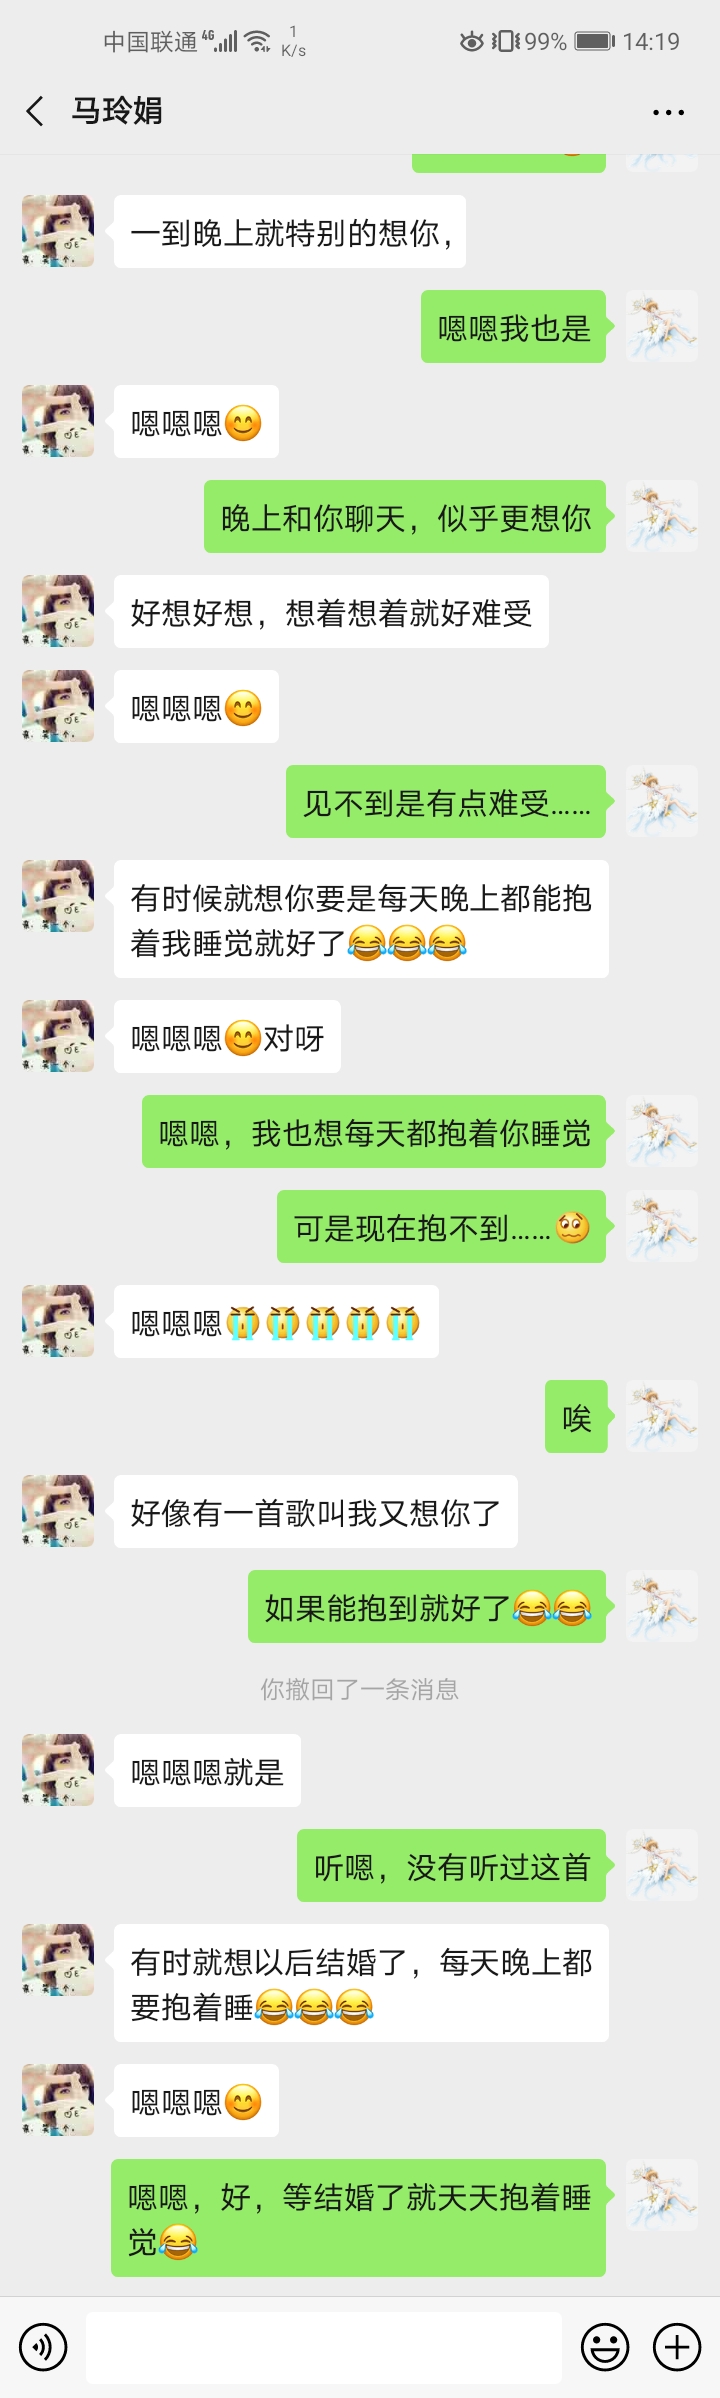 中国联通 4G 1 K/s 99% 14:19
马玲娟
一到晚上就特别的想你,
嗯嗯我也是
嗯嗯嗯😊
晚上和你聊天，似乎更想你
好想好想，想着想着就好难受
嗯嗯嗯😊
见不到是有点难受……
有时候就想你要是每天晚上都能抱
着我睡觉就好了😂😂😂
嗯嗯嗯😊对呀
嗯嗯，我也想每天都抱着你睡觉
可是现在抱不到……🥴
嗯嗯嗯😭😭😭😭😭
唉
好像有一首歌叫我又想你了
如果能抱到就好了😂😂
你撤回了一条消息
嗯嗯嗯就是
听嗯，没有听过这首
有时就想以后结婚了，每天晚上都
要抱着睡😂😂😂
嗯嗯嗯😊
嗯嗯，好，等结婚了就天天抱着睡
觉😂